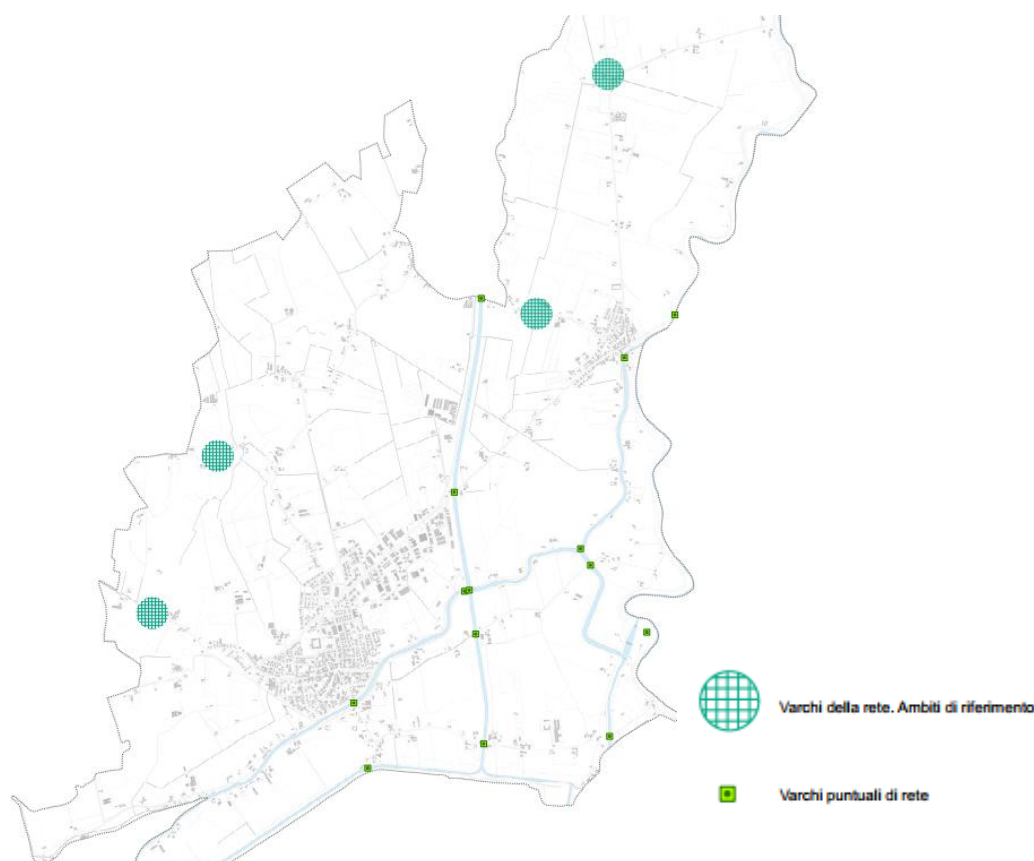 Varchi della rete. Ambiti di riferimento
Varchi puntuali di rete